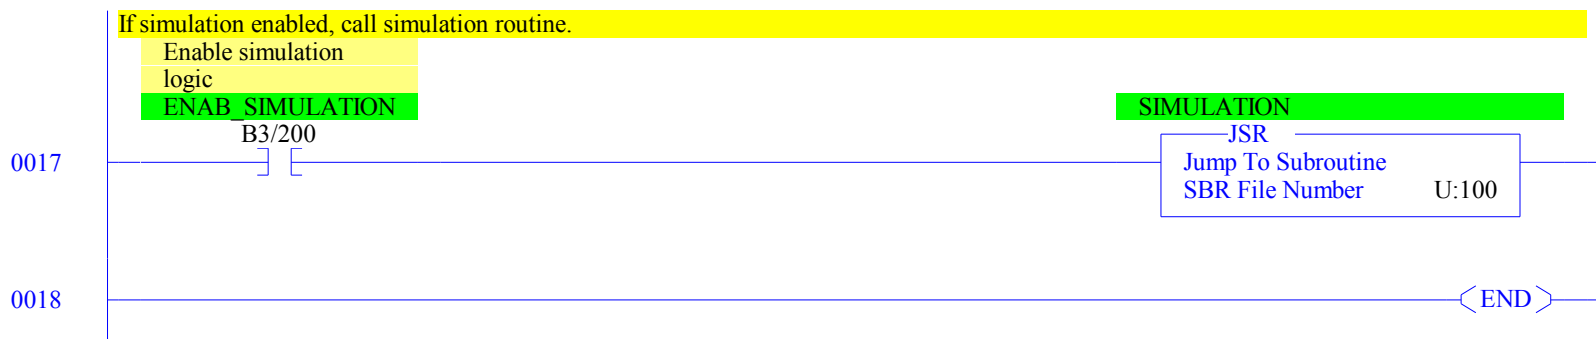 If simulation enabled, call simulation routine.
Enable simulation
logic
ENAB_SIMULATION
SIMULATION
B3/200
JSR
0017
Jump To Subroutine
SBR File Number U:100
0018
END